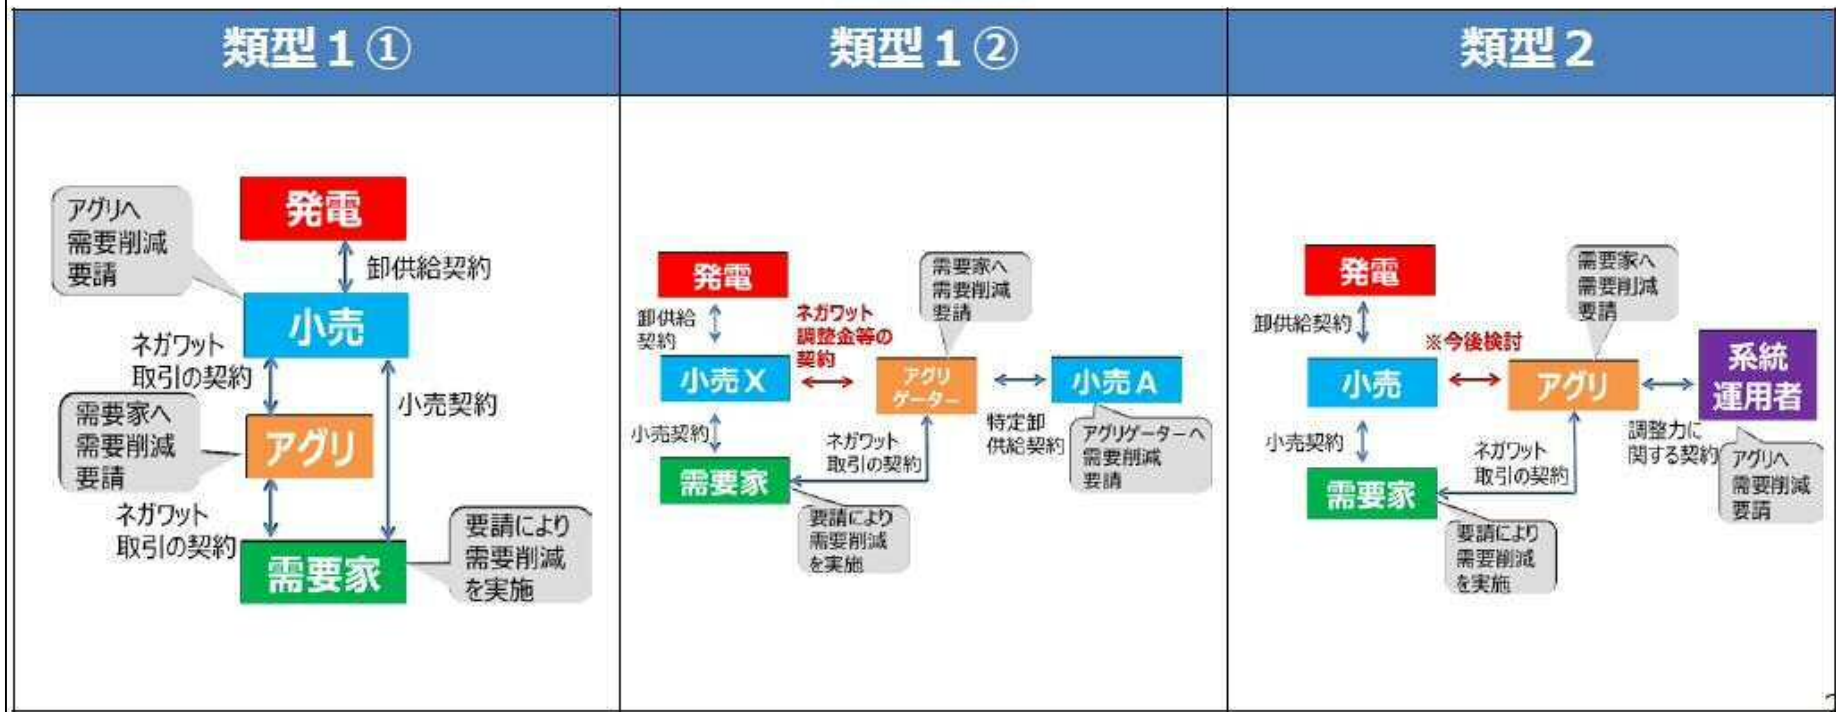 類型１①
類型１②
類型２
アグリへ
需要削減
要請
発電
卸供給契約
小売
ネガワット
取引の契約
小売契約
需要家へ
需要削減
要請
アグリ
ネガワット
取引の契約
需要家
要請により
需要削減
を実施
発電
需要家へ
需要削減
要請
卸供給
契約
ネガワット
調整金等の
契約
小売X
アグリ
ゲーター
小売A
小売契約
ネガワット
取引の契約
特定卸
供給契約
アグリゲーターへ
需要削減
要請
需要家
要請により
需要削減
を実施
発電
需要家へ
需要削減
要請
卸供給契約
※今後検討
小売
アグリ
系統
運用者
小売契約
ネガワット
取引の契約
調整力に
関する契約
アグリへ
需要削減
要請
需要家
要請により
需要削減
を実施